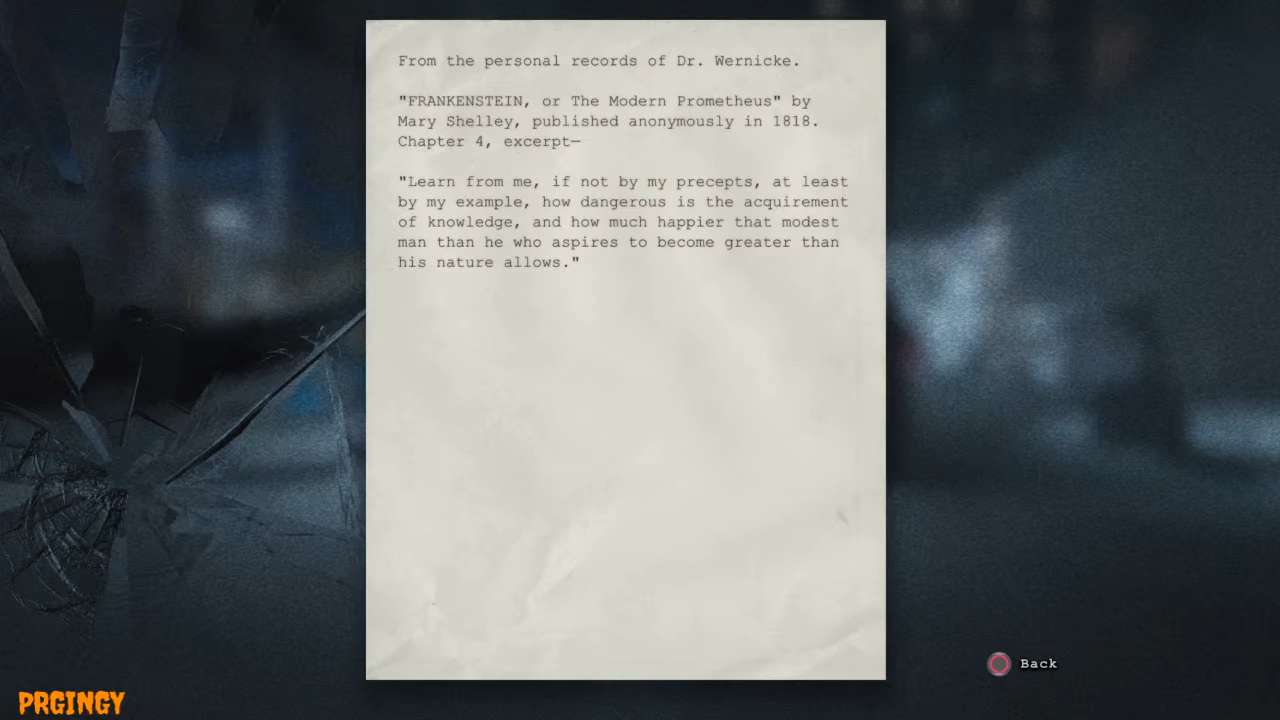 From the personal records of Dr. Wernicke.
"FRANKENSTEIN, or The Modern Prometheus" by
Mary Shelley, published anonymously in 1818.
Chapter 4, excerpt—
"Learn from me, if not by my precepts, at least
by my example, how dangerous is the acquirement
of knowledge, and how much happier that modest
man than he who aspires to become greater than
his nature allows."
Back
PRGINGY